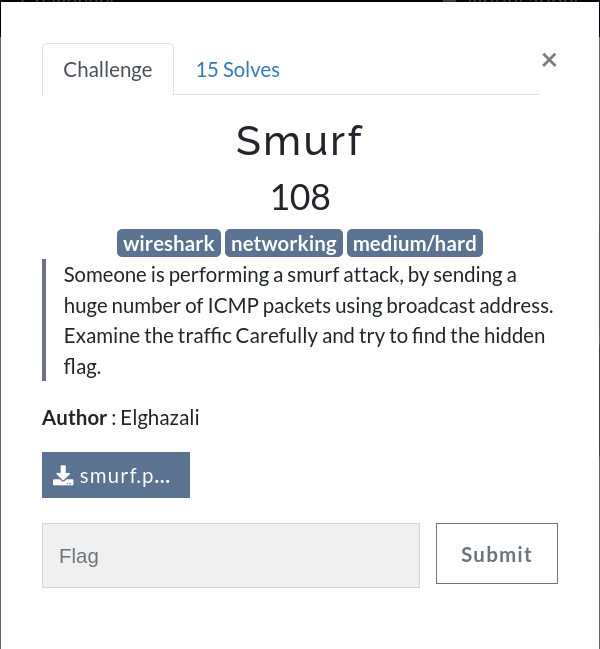 Challenge
15 Solves
×
Smurf
108
wireshark networking medium/hard
Someone is performing a smurf attack, by sending a
huge number of ICMP packets using broadcast address.
Examine the traffic Carefully and try to find the hidden
flag.
Author : Elghazali
smurf.p...
Flag
Submit